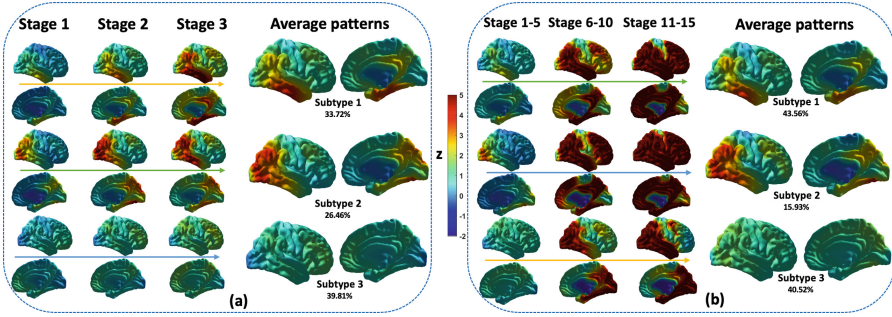 Stage 1 Stage 2 Stage 3 Average patterns
Subtype 1
33.72%
Subtype 2
26.46%
Subtype 3
39.81%
(a)
z
5
4
3
2
1
0
-1
-2
Stage 1-5 Stage 6-10 Stage 11-15 Average patterns
Subtype 1
43.56%
Subtype 2
15.93%
Subtype 3
40.52%
(b)